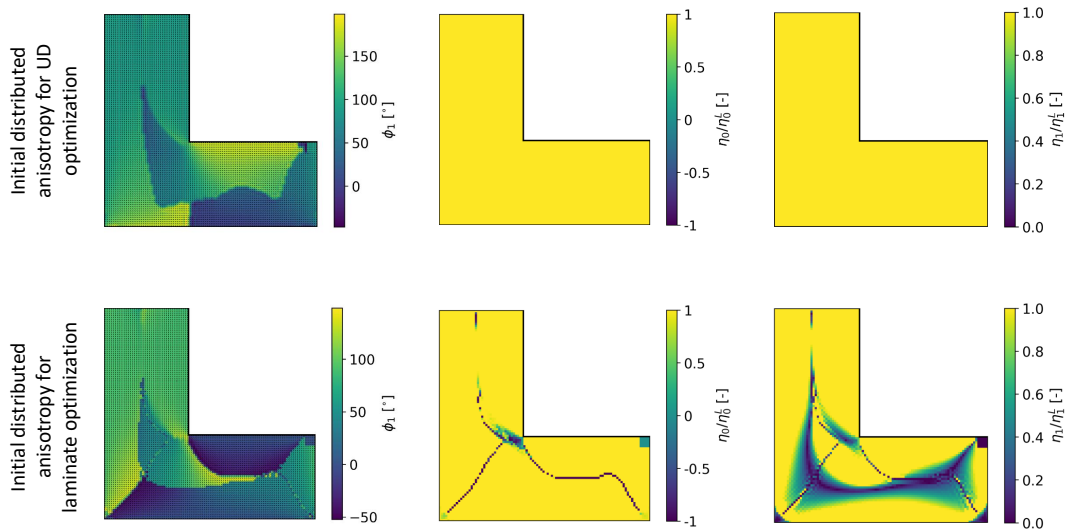 Initial distributed
anisotropy for UD
optimization
150
100
50
0
ϕ₁ [°]
1
0.5
0
-0.5
-1
η₀/η₀ᴸ [-]
1.0
0.8
0.6
0.4
0.2
0.0
η₁/η₁ᴸ [-]
Initial distributed
anisotropy for
laminate optimization
100
50
0
−50
ϕ₁ [°]
1
0.5
0
-0.5
-1
η₀/η₀ᴸ [-]
1.0
0.8
0.6
0.4
0.2
0.0
η₁/η₁ᴸ [-]